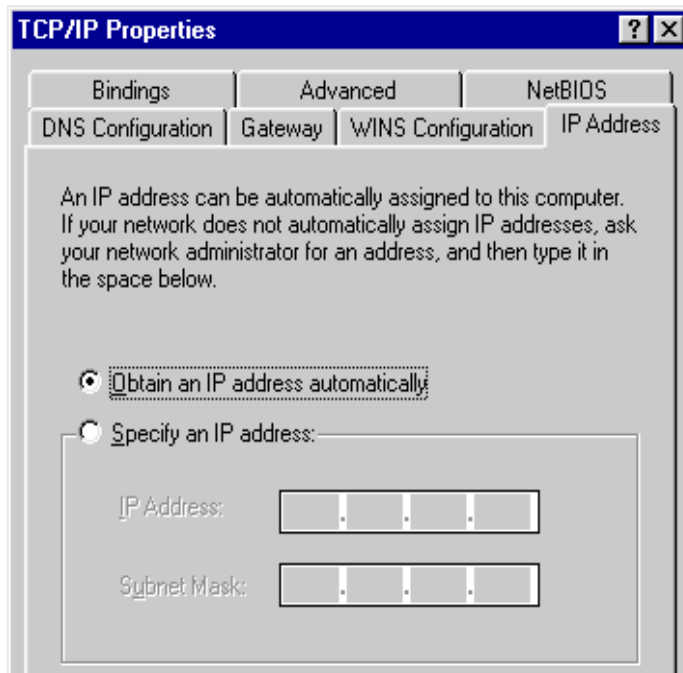 TCP/IP Properties
Bindings Advanced NetBIOS
DNS Configuration Gateway WINS Configuration IP Address
An IP address can be automatically assigned to this computer.
If your network does not automatically assign IP addresses, ask
your network administrator for an address, and then type it in
the space below.
Obtain an IP address automatically
Specify an IP address:
IP Address: . . .
Subnet Mask: . . .